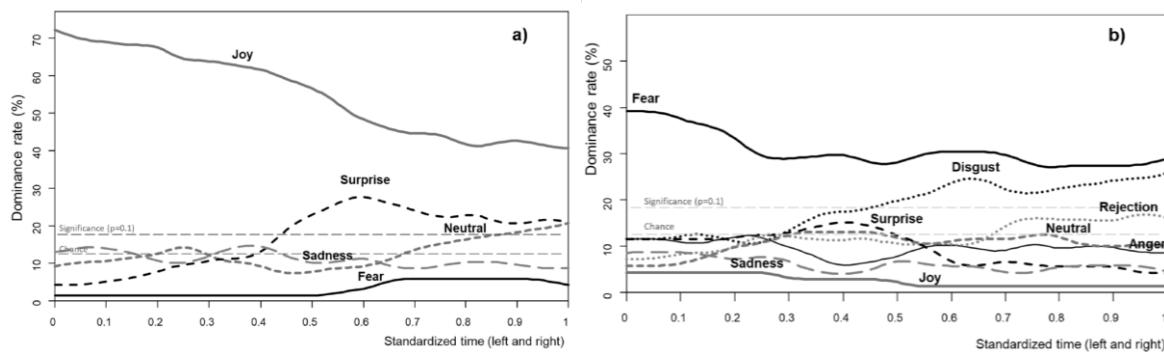 a)
Dominance rate (%)
70
60
50
40
30
20
10
0
Joy
Surprise
Significance (p=0.1)
Neutral
Chance
Sadness
Fear
0 0.1 0.2 0.3 0.4 0.5 0.6 0.7 0.8 0.9 1
Standardized time (left and right)
b)
Dominance rate (%)
50
40
30
20
10
0
Fear
Disgust
Significance (p=0.1)
Rejection
Surprise
Chance
Neutral
Anger
Sadness
Joy
0 0.1 0.2 0.3 0.4 0.5 0.6 0.7 0.8 0.9 1
Standardized time (left and right)